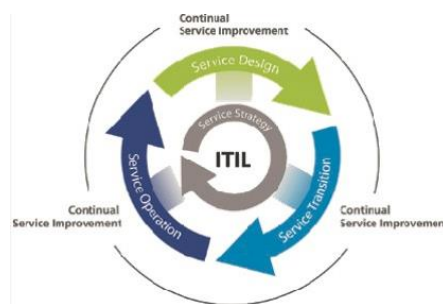 Continual
Service Improvement
Service Design
Service Strategy
ITIL
Service Operation
Service Transition
Continual
Service Improvement
Continual
Service Improvement